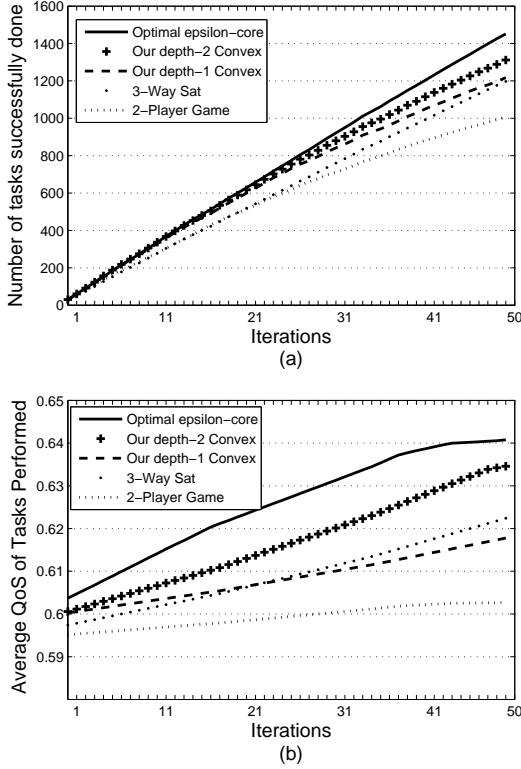 1600
1400
1200
1000
800
600
400
200
0
Number of tasks successfully done
Optimal epsilon-core
Our depth-2 Convex
Our depth-1 Convex
3-Way Sat
2-Player Game
1 11 21 31 41 50
Iterations
(a)
0.65
0.64
0.63
0.62
0.61
0.6
0.59
Average QoS of Tasks Performed
Optimal epsilon-core
Our depth-2 Convex
Our depth-1 Convex
3-Way Sat
2-Player Game
1 11 21 31 41 50
Iterations
(b)